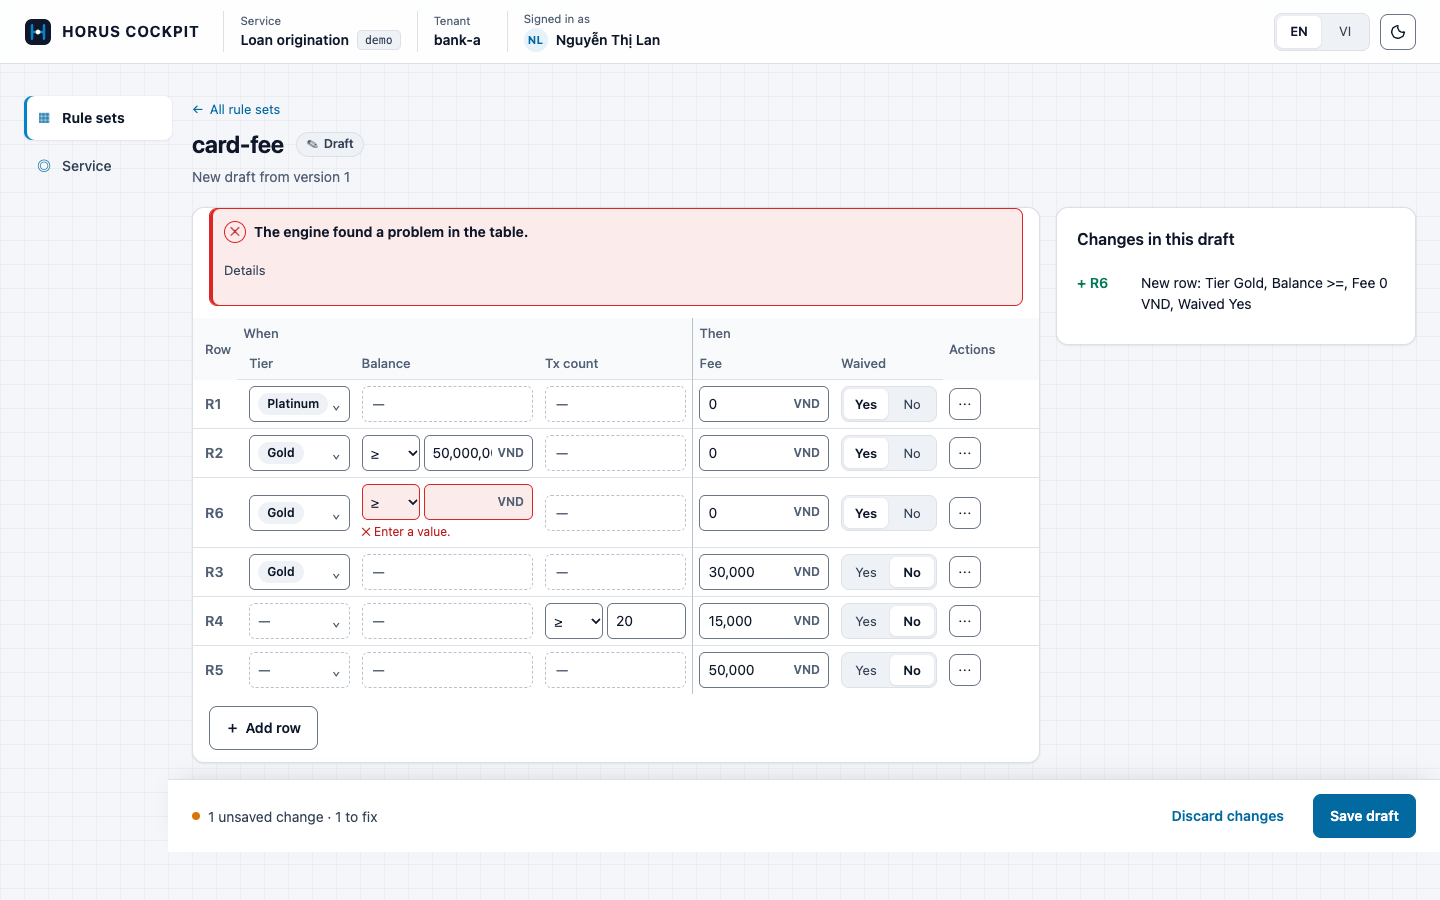 HORUS COCKPIT
Service
Loan origination demo
Tenant
bank-a
Signed in as
NL Nguyễn Thị Lan
EN VI
Rule sets
Service
← All rule sets
card-fee
✎ Draft
New draft from version 1
The engine found a problem in the table.
Details
Changes in this draft
+ R6 New row: Tier Gold, Balance >=, Fee 0
VND, Waived Yes
When Then
Row Actions
Tier Balance Tx count Fee Waived
R1 Platinum — — 0 VND Yes No ···
R2 Gold ≥ 50,000,0 VND — 0 VND Yes No ···
R6 Gold ≥ VND — 0 VND Yes No ···
✕ Enter a value.
R3 Gold — — 30,000 VND Yes No ···
R4 — — ≥ 20 15,000 VND Yes No ···
R5 — — — 50,000 VND Yes No ···
+ Add row
1 unsaved change · 1 to fix
Discard changes
Save draft